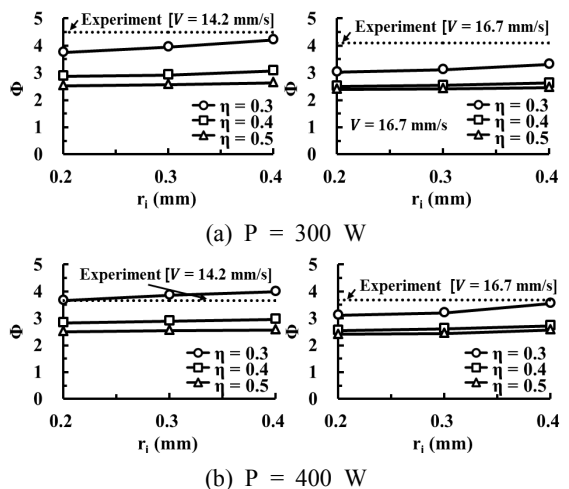 Experiment [V = 14.2 mm/s]
5
4
3
2
1
0
Φ
η = 0.3
η = 0.4
η = 0.5
0.2 0.3 0.4
r_i (mm)
Experiment [V = 16.7 mm/s]
5
4
3
2
1
0
Φ
η = 0.3
η = 0.4
η = 0.5
V = 16.7 mm/s
0.2 0.3 0.4
r_i (mm)
(a) P = 300 W
Experiment [V = 14.2 mm/s]
5
4
3
2
1
0
Φ
η = 0.3
η = 0.4
η = 0.5
0.2 0.3 0.4
r_i (mm)
Experiment [V = 16.7 mm/s]
5
4
3
2
1
0
Φ
η = 0.3
η = 0.4
η = 0.5
0.2 0.3 0.4
r_i (mm)
(b) P = 400 W